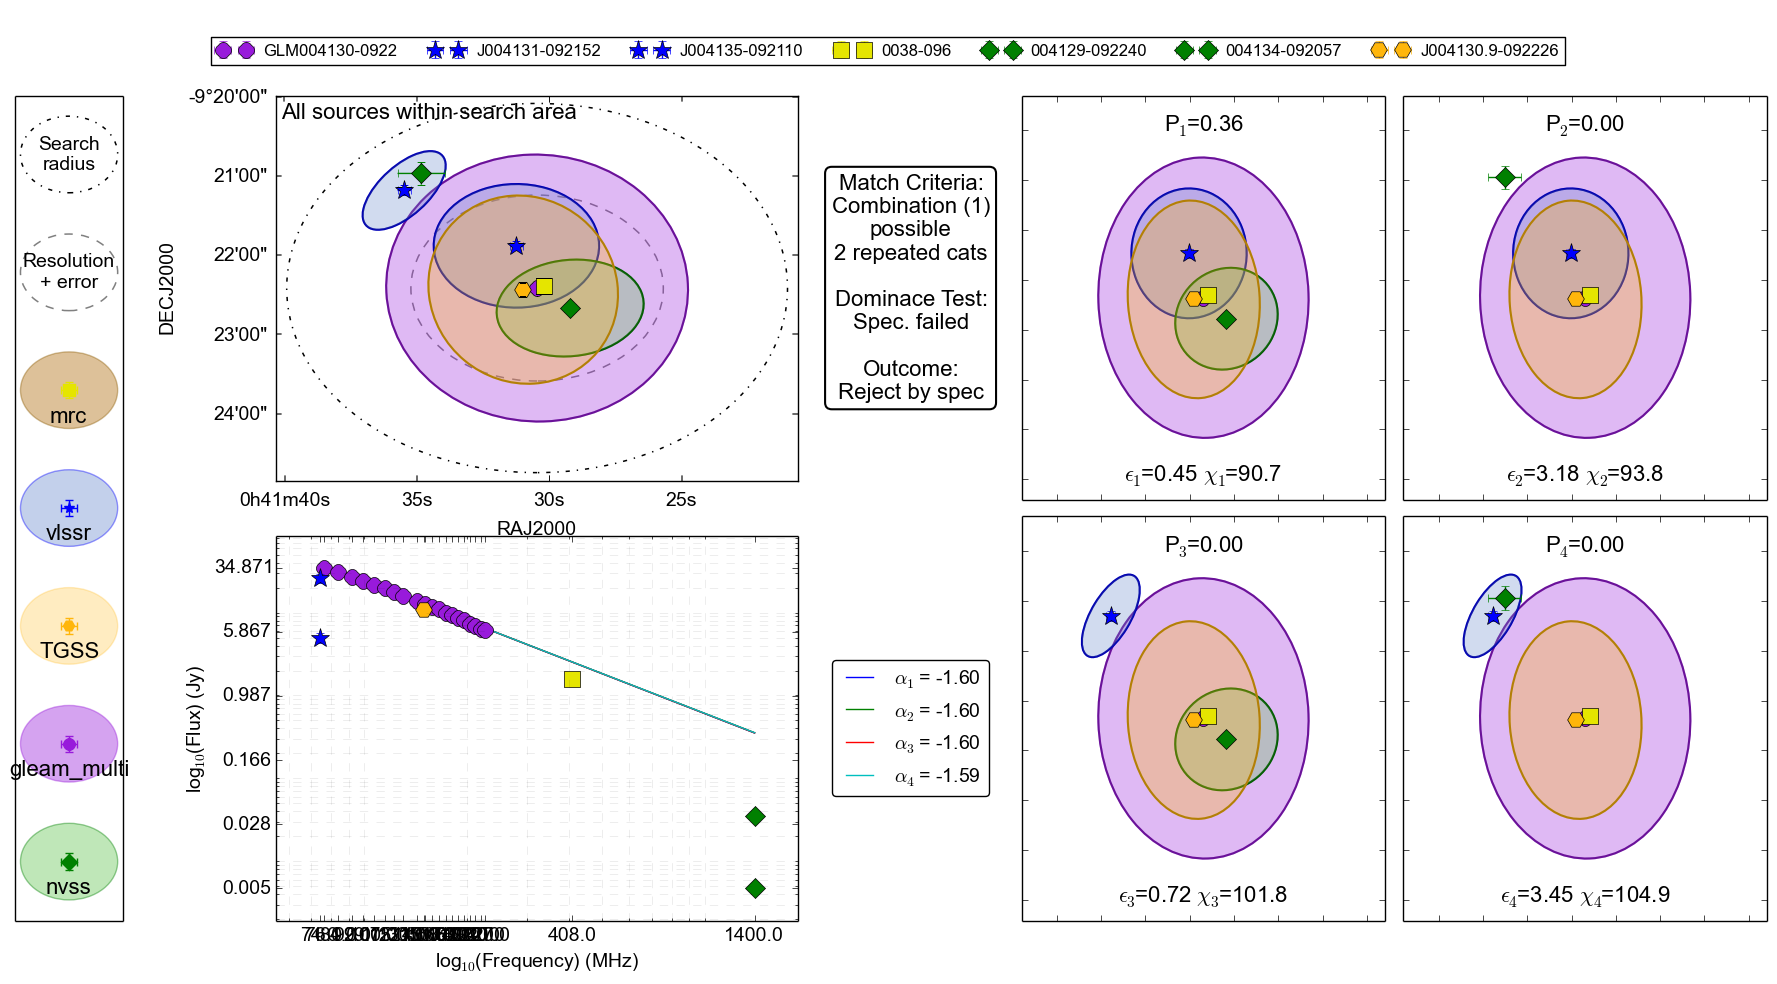 GLM004130-0922 J004131-092152 J004135-092110 0038-096 004129-092240 004134-092057 J004130.9-092226
Search
radius
Resolution
+ error
mrc
vlssr
TGSS
gleam_multi
nvss
All sources within search area
-9°20'00"
21'00"
22'00"
23'00"
24'00"
DECJ2000
0h41m40s 35s 30s 25s
RAJ2000
Match Criteria:
Combination (1)
possible
2 repeated cats
Dominace Test:
Spec. failed
Outcome:
Reject by spec
P1=0.36
ϵ1=0.45 χ1=90.7
P2=0.00
ϵ2=3.18 χ2=93.8
34.871
5.867
0.987
0.166
0.028
0.005
log10(Flux) (Jy)
408.0 1400.0
log10(Frequency) (MHz)
α1 = -1.60
α2 = -1.60
α3 = -1.60
α4 = -1.59
P3=0.00
ϵ3=0.72 χ3=101.8
P4=0.00
ϵ4=3.45 χ4=104.9